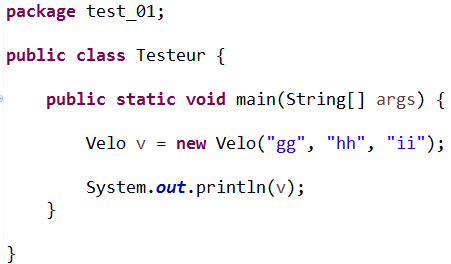 package test_01;
public class Testeur {
public static void main(String[] args) {
Velo v = new Velo("gg", "hh", "ii");
System.out.println(v);
}
}